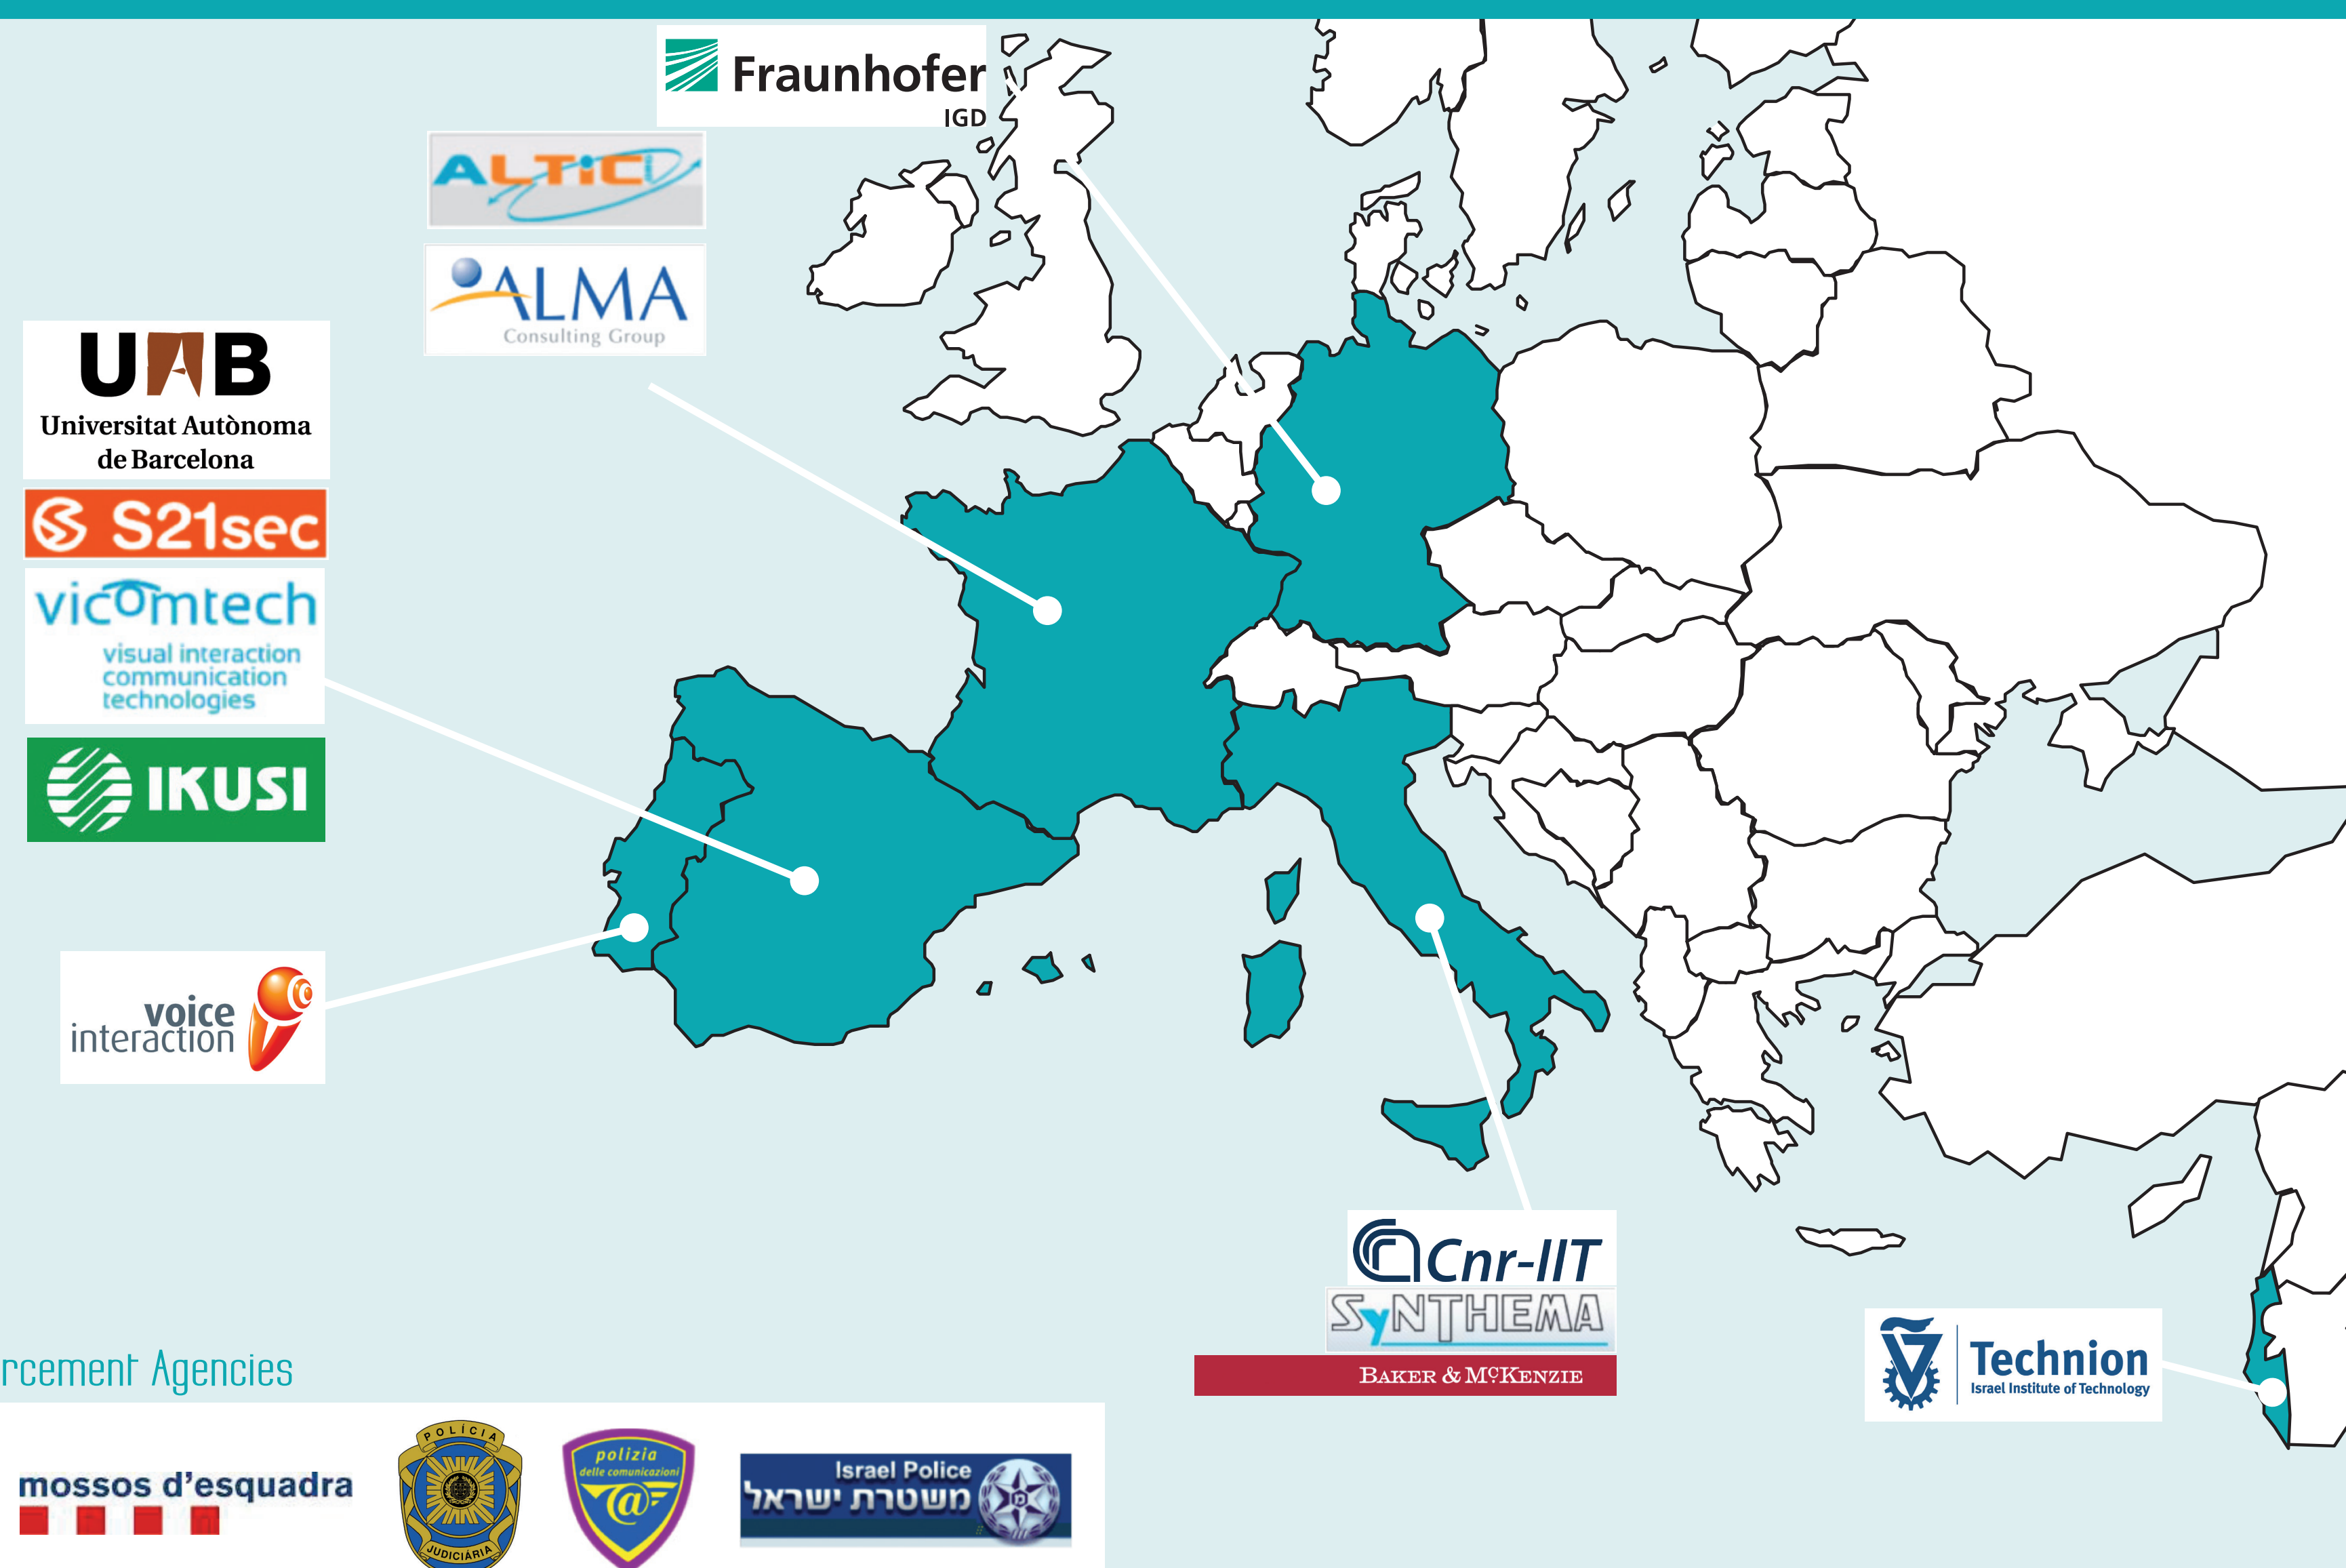 Fraunhofer
IGD
ALTIC
ALMA
Consulting Group
UAB
Universitat Autònoma
de Barcelona
S21sec
vicomtech
visual interaction
communication
technologies
IKUSI
voice
interaction
Cnr-IIT
SyNTHEMA
BAKER & MCKENZIE
Technion
Israel Institute of Technology
rcement Agencies
mossos d'esquadra
POLÍCIA
JUDICIÁRIA
polizia
delle comunicazioni
@
Israel Police
משטרת ישראל